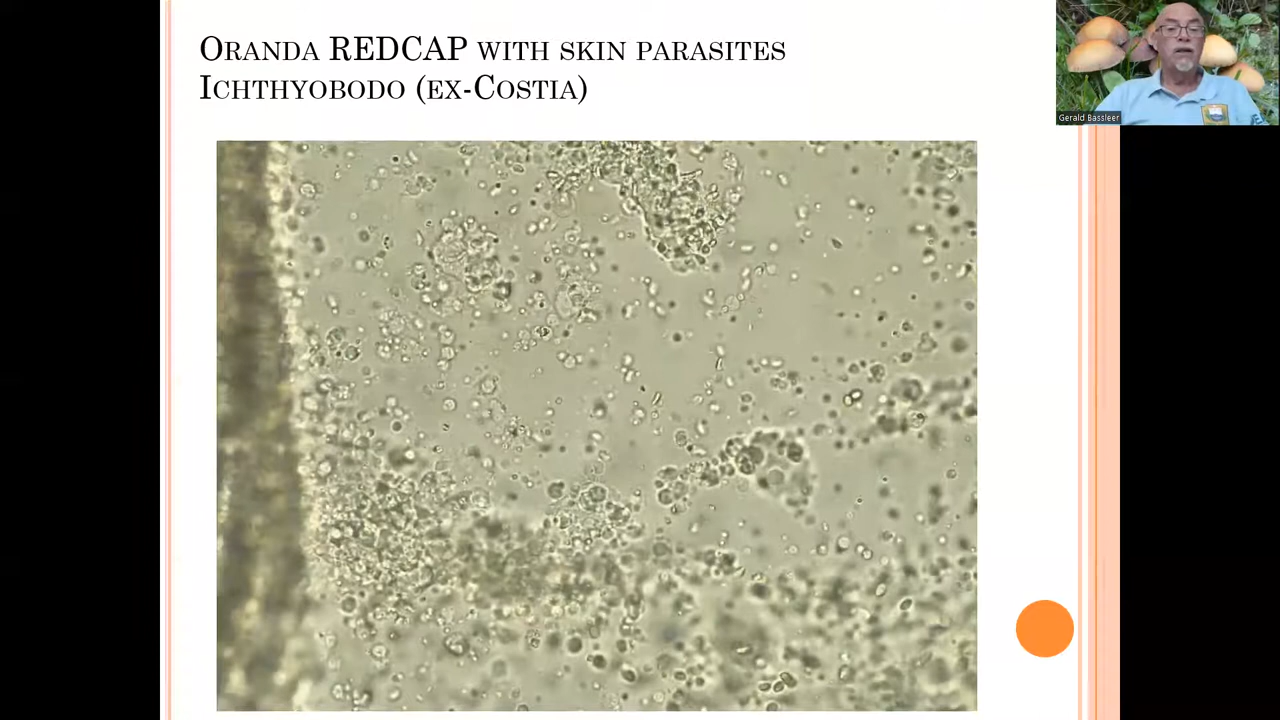 Oranda REDCAP with skin parasites
Ichthyobodo (ex-Costia)
Gerald Bassleer